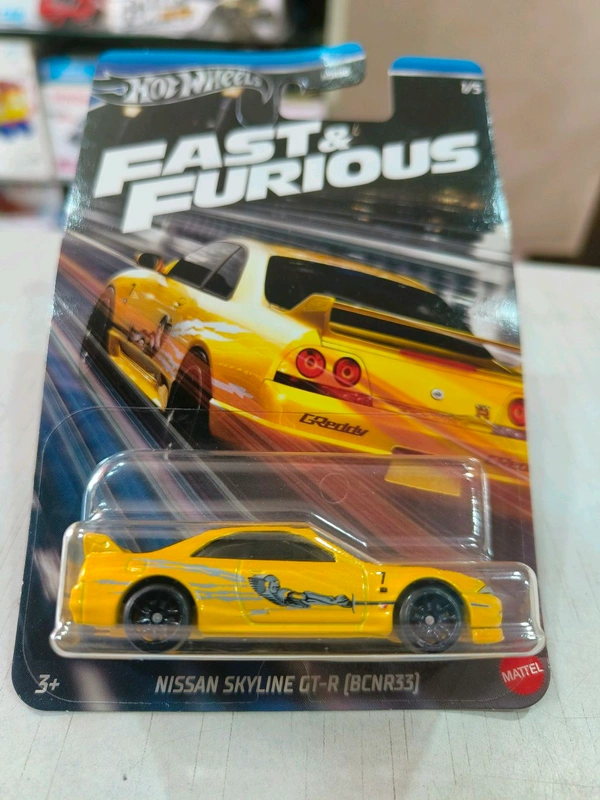 Hot Wheels
1/5
FAST &
FURIOUS
GReddy
3+
NISSAN SKYLINE GT-R (BCNR33)
MATTEL